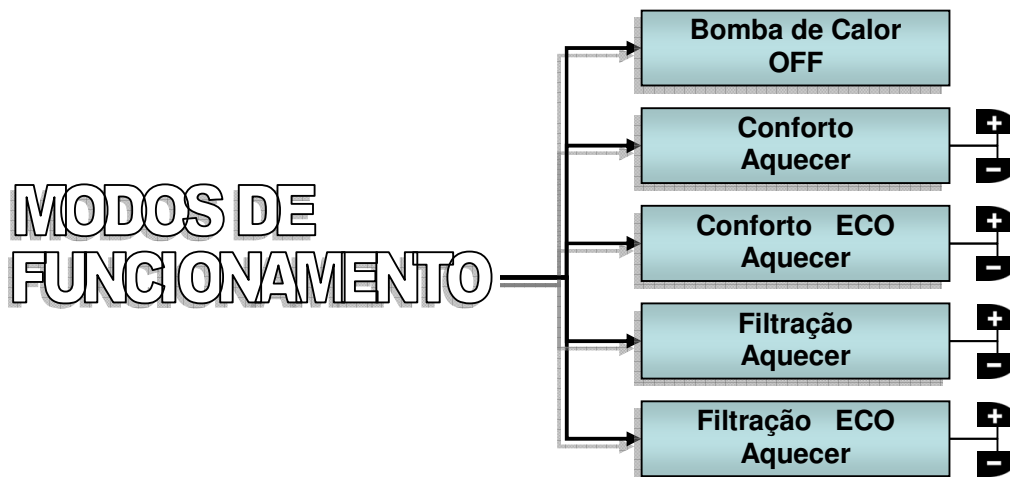 MODOS DE
FUNCIONAMENTO
Bomba de Calor
OFF
Conforto
Aquecer
+
-
Conforto ECO
Aquecer
+
-
Filtração
Aquecer
+
-
Filtração ECO
Aquecer
+
-